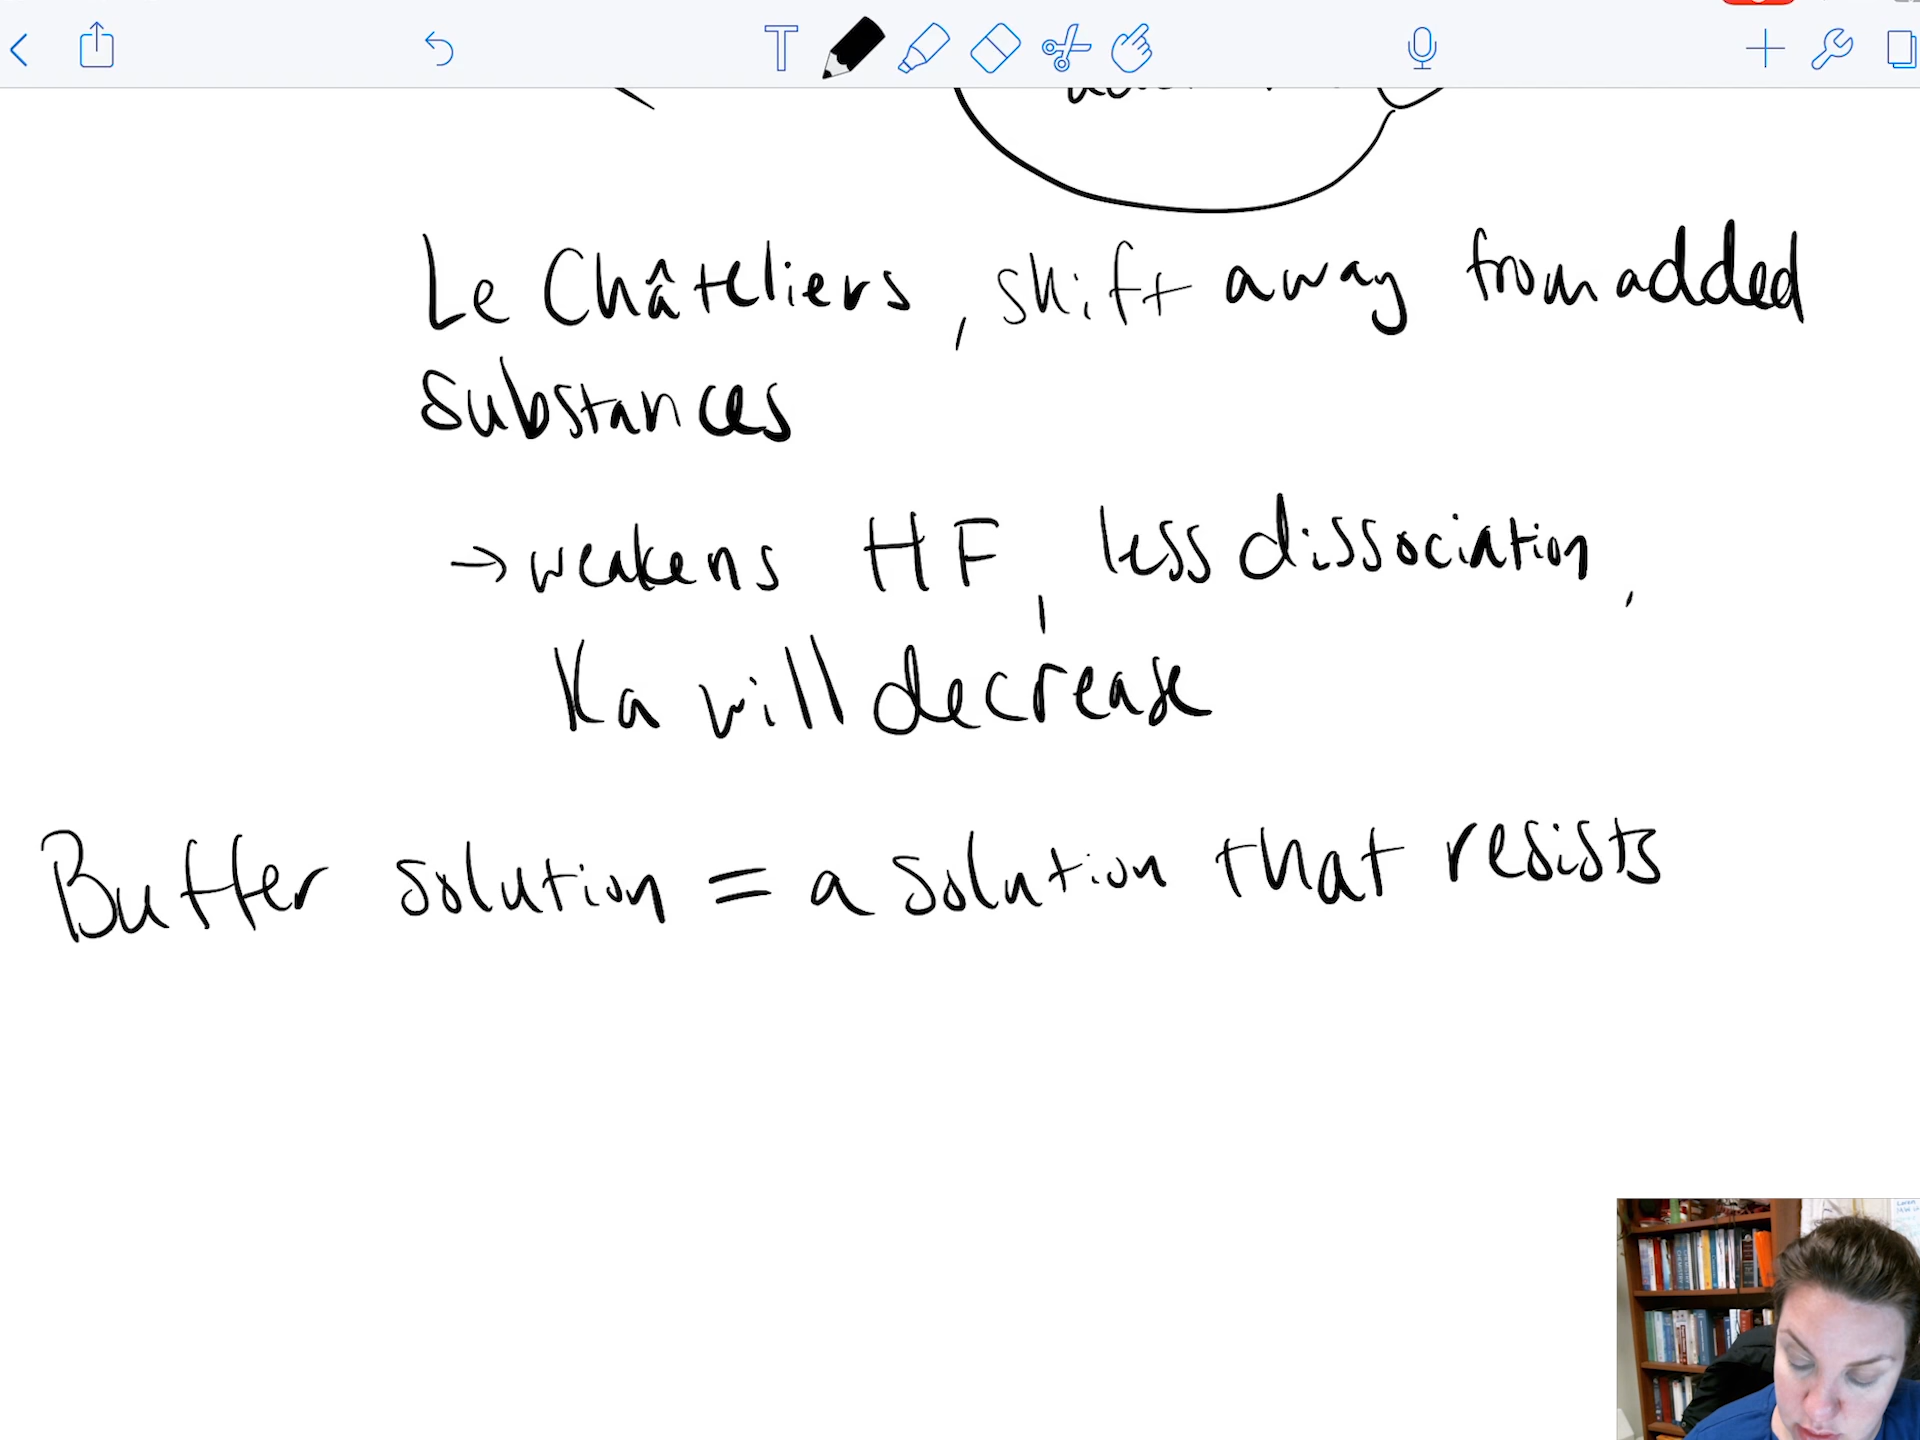 T
Le Châteliers, shift away from added
substances
→ weakens HF, less dissociation,
Ka will decrease
Buffer solution = a solution that resists